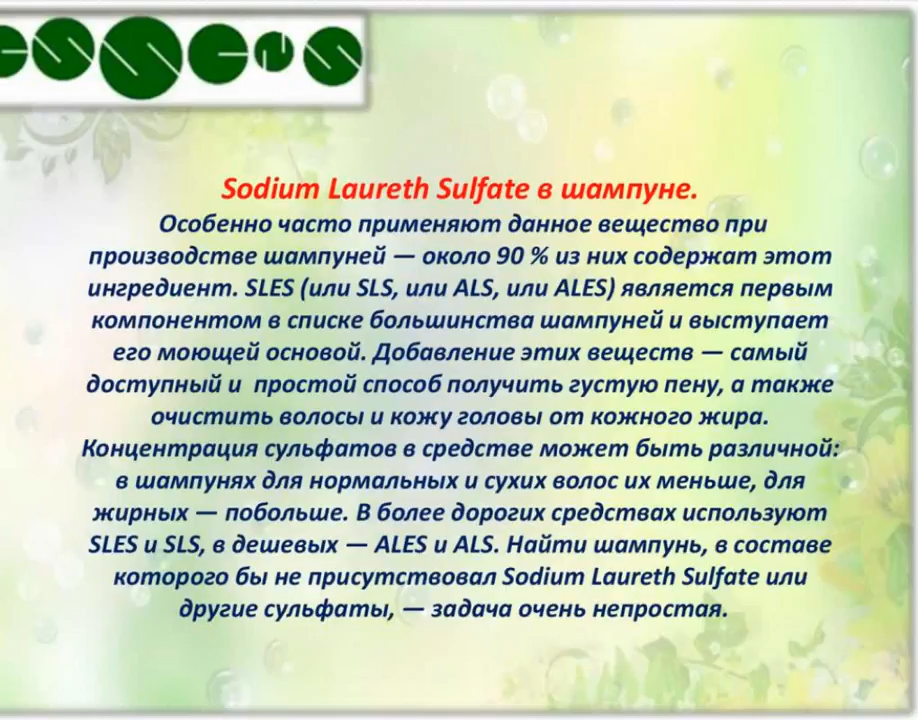 Sodium Laureth Sulfate в шампуне.
Особенно часто применяют данное вещество при
производстве шампуней — около 90 % из них содержат этот
ингредиент. SLES (или SLS, или ALS, или ALES) является первым
компонентом в списке большинства шампуней и выступает
его моющей основой. Добавление этих веществ — самый
доступный и  простой способ получить густую пену, а также
очистить волосы и кожу головы от кожного жира.
Концентрация сульфатов в средстве может быть различной:
в шампунях для нормальных и сухих волос их меньше, для
жирных — побольше. В более дорогих средствах используют
SLES и SLS, в дешевых — ALES и ALS. Найти шампунь, в составе
которого бы не присутствовал Sodium Laureth Sulfate или
другие сульфаты, — задача очень непростая.